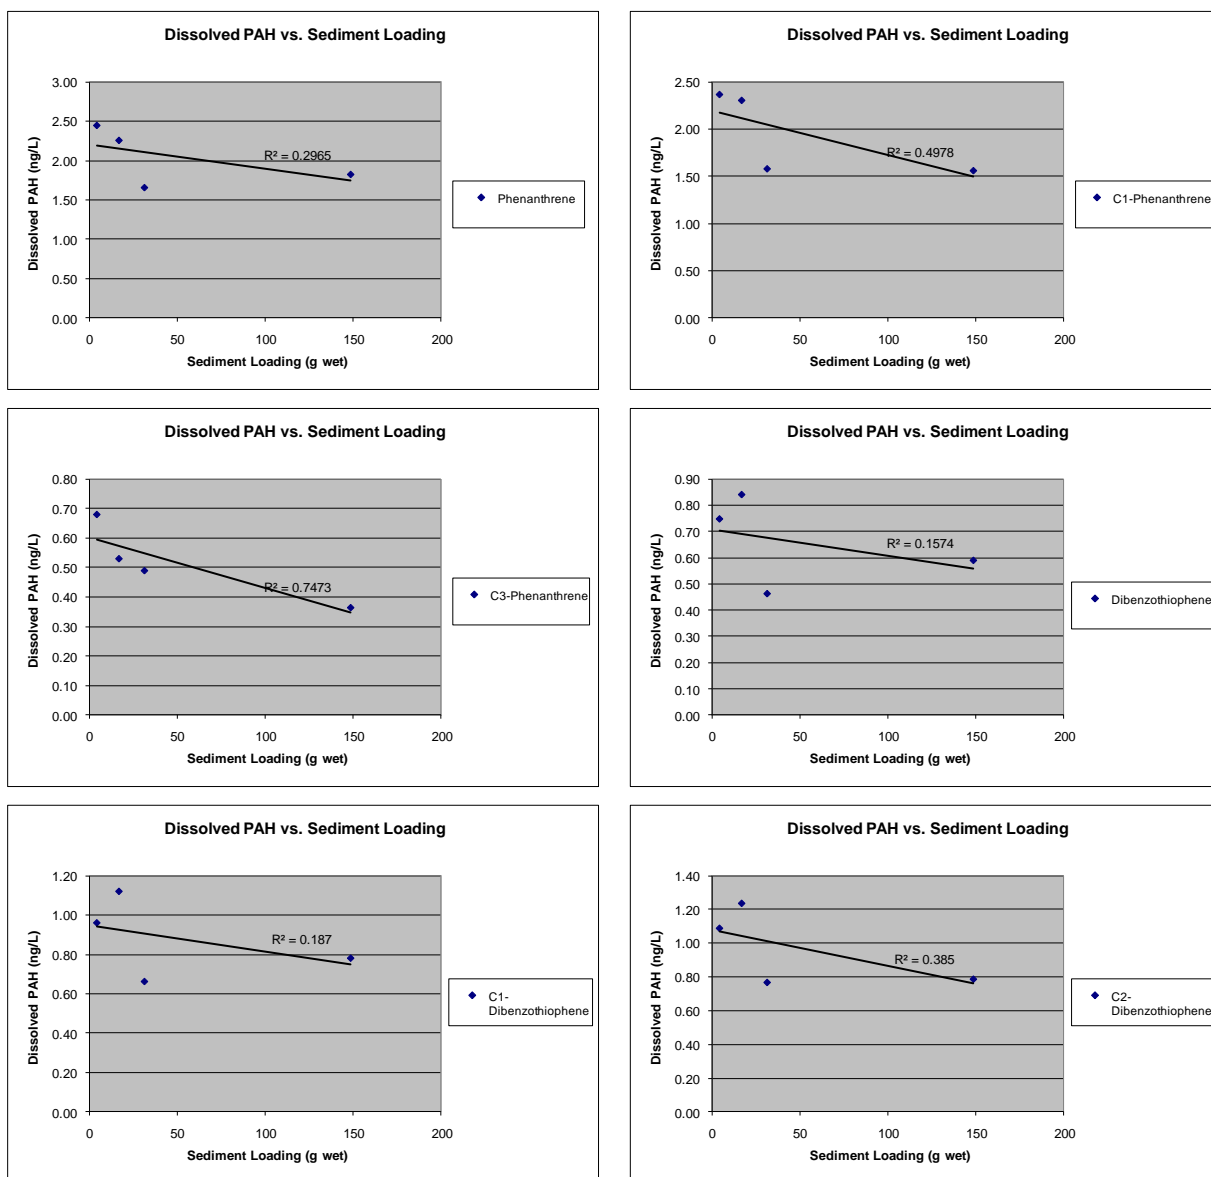 Dissolved PAH vs. Sediment Loading
3.00
2.50
2.00
1.50
1.00
0.50
0.00
Dissolved PAH (ng/L)
R² = 0.2965
0 50 100 150 200
Sediment Loading (g wet)
Phenanthrene
Dissolved PAH vs. Sediment Loading
2.50
2.00
1.50
1.00
0.50
0.00
Dissolved PAH (ng/L)
R² = 0.4978
0 50 100 150 200
Sediment Loading (g wet)
C1-Phenanthrene
Dissolved PAH vs. Sediment Loading
0.80
0.70
0.60
0.50
0.40
0.30
0.20
0.10
0.00
Dissolved PAH (ng/L)
R² = 0.7473
0 50 100 150 200
Sediment Loading (g wet)
C3-Phenanthrene
Dissolved PAH vs. Sediment Loading
0.90
0.80
0.70
0.60
0.50
0.40
0.30
0.20
0.10
0.00
Dissolved PAH (ng/L)
R² = 0.1574
0 50 100 150 200
Sediment Loading (g wet)
Dibenzothiophene
Dissolved PAH vs. Sediment Loading
1.20
1.00
0.80
0.60
0.40
0.20
0.00
Dissolved PAH (ng/L)
R² = 0.187
0 50 100 150 200
Sediment Loading (g wet)
C1-
Dibenzothiophene
Dissolved PAH vs. Sediment Loading
1.40
1.20
1.00
0.80
0.60
0.40
0.20
0.00
Dissolved PAH (ng/L)
R² = 0.385
0 50 100 150 200
Sediment Loading (g wet)
C2-
Dibenzothiophene